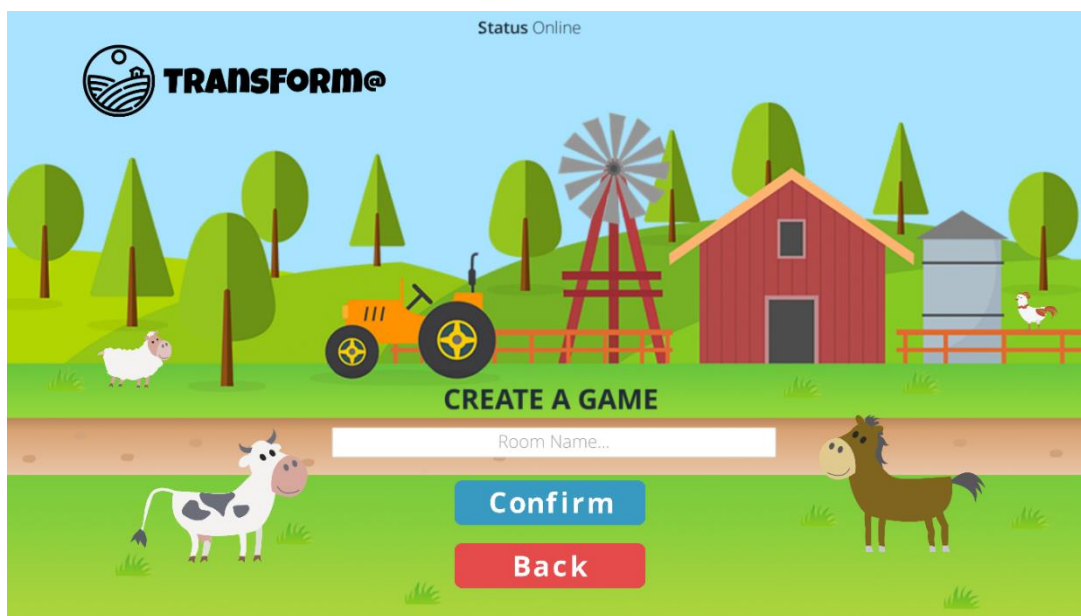 Status Online
TRANSFORM@
CREATE A GAME
Room Name...
Confirm
Back